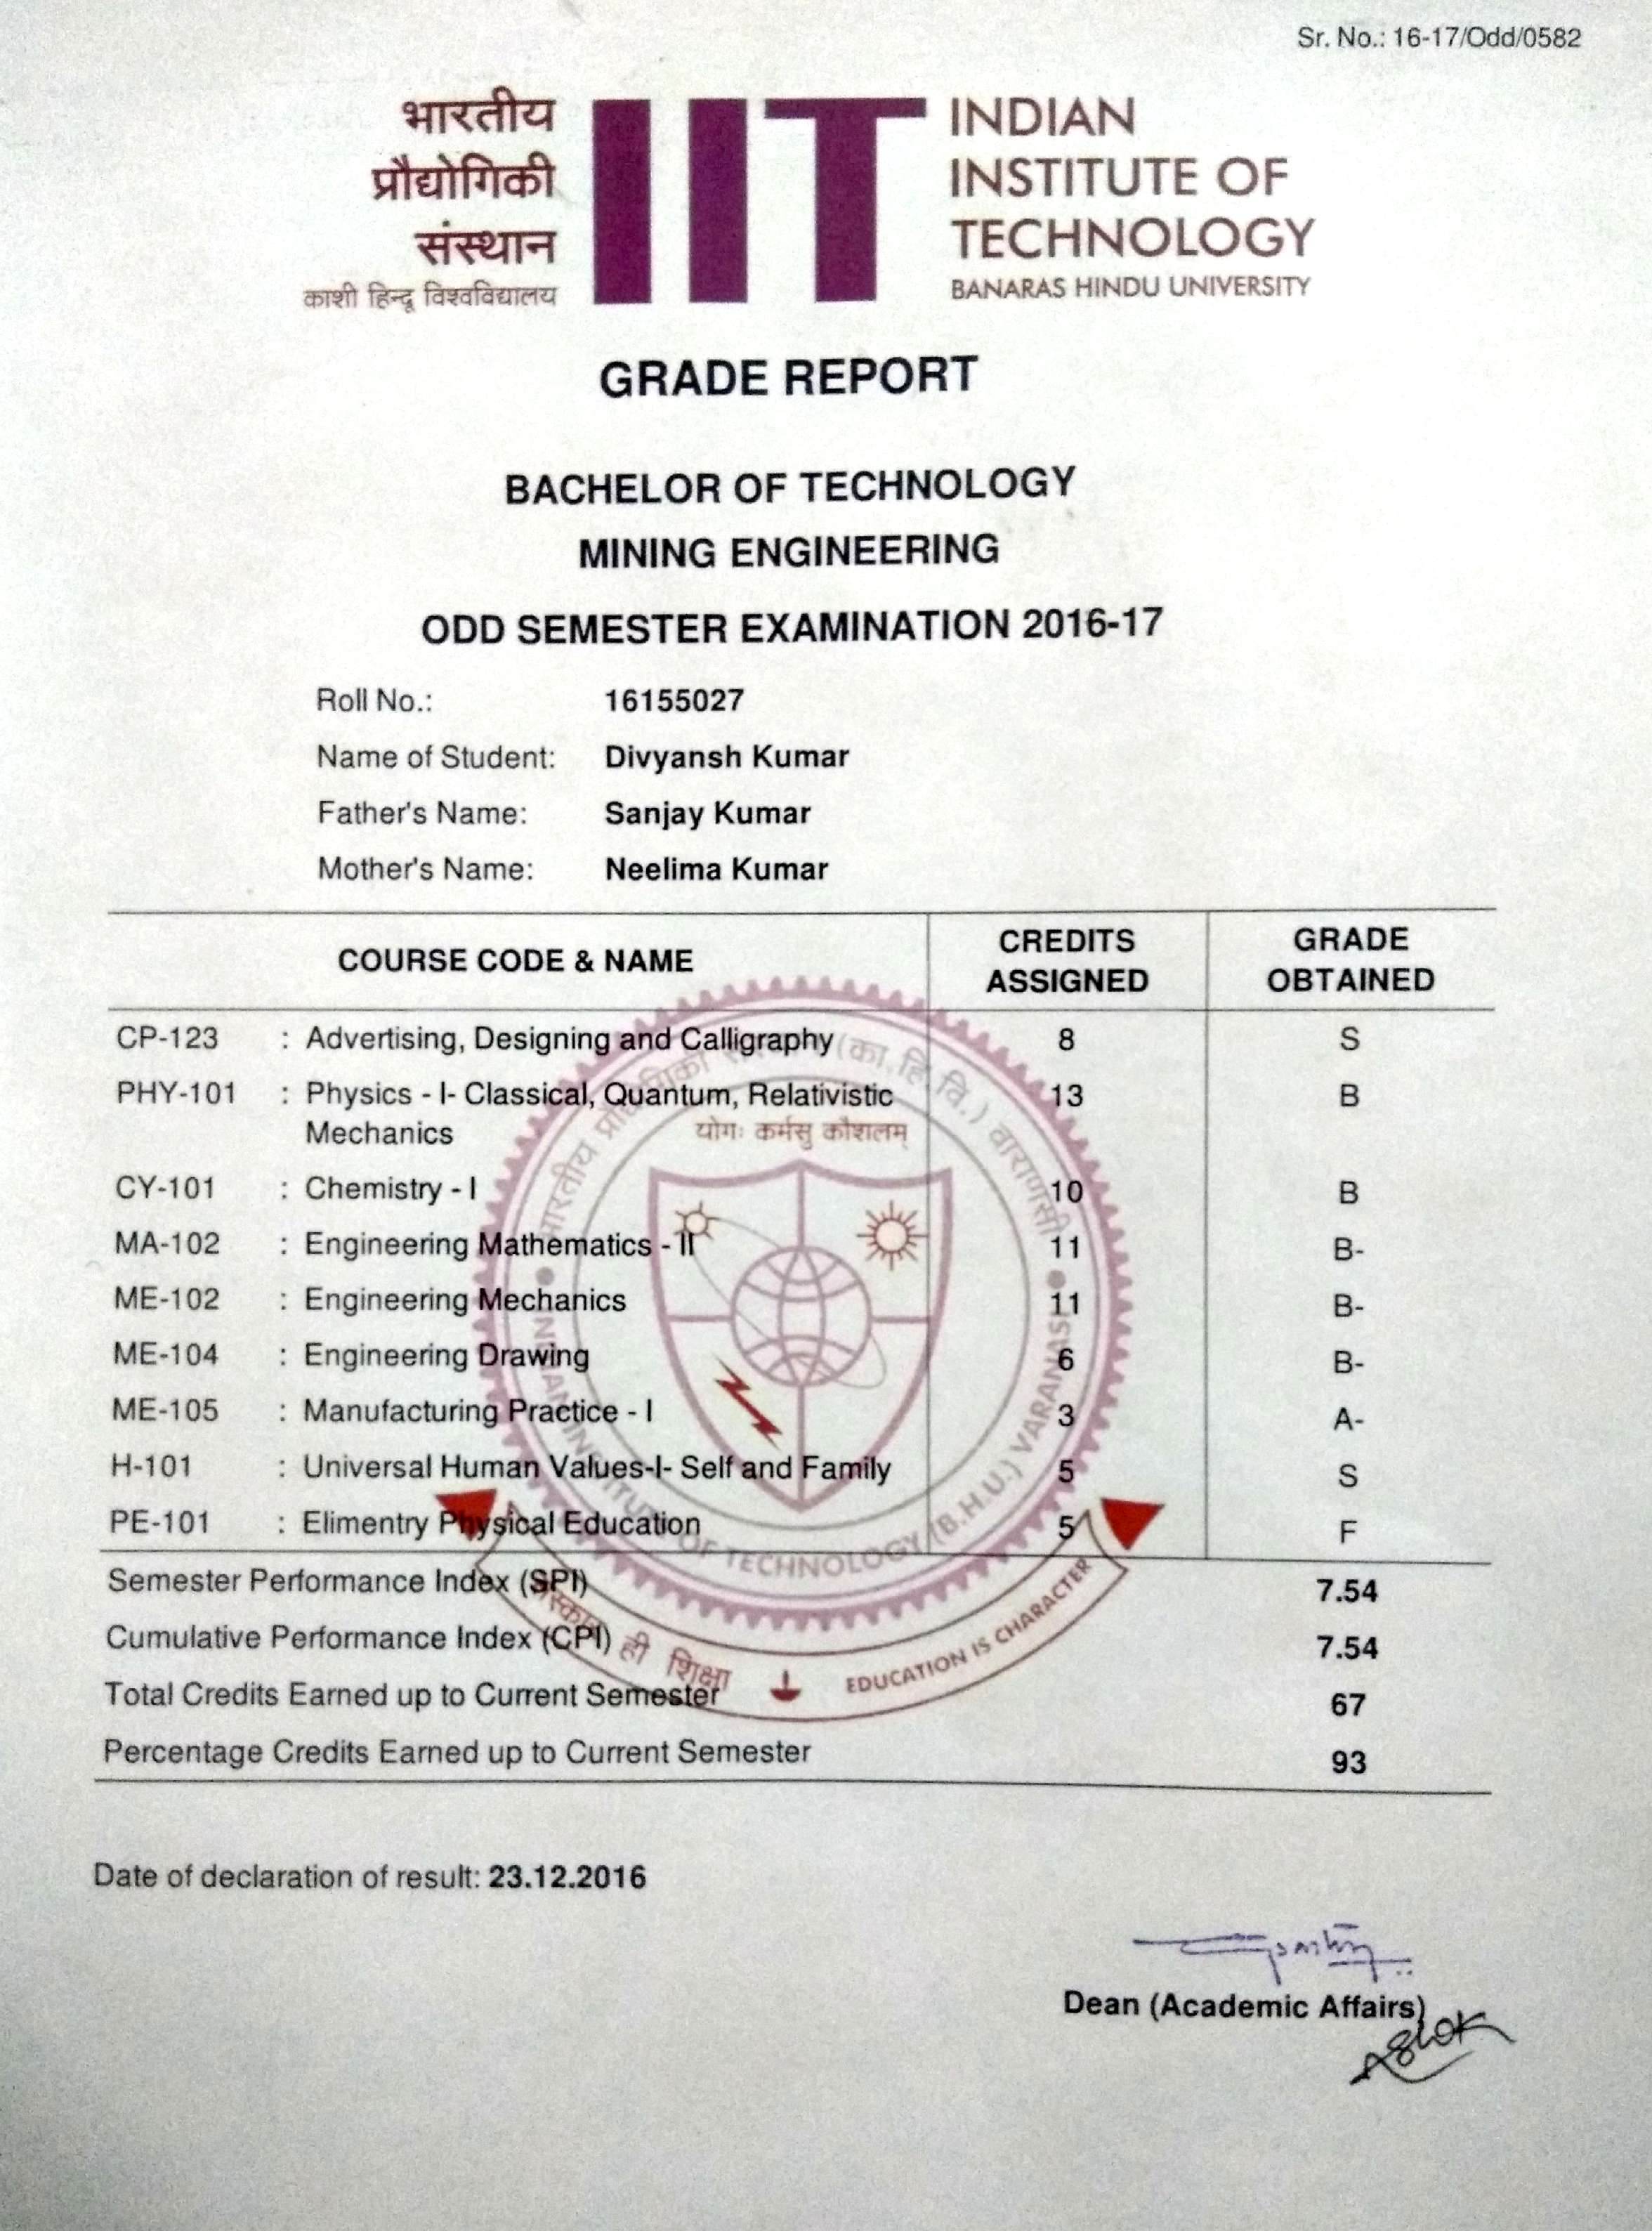 Sr. No.: 16-17/Odd/0582
भारतीय
प्रौद्योगिकी
संस्थान
काशी हिन्दू विश्वविद्यालय
IIT
INDIAN
INSTITUTE OF
TECHNOLOGY
BANARAS HINDU UNIVERSITY
GRADE REPORT
BACHELOR OF TECHNOLOGY
MINING ENGINEERING
ODD SEMESTER EXAMINATION 2016-17
Roll No.: 16155027
Name of Student: Divyansh Kumar
Father's Name: Sanjay Kumar
Mother's Name: Neelima Kumar
COURSE CODE & NAME CREDITS ASSIGNED GRADE OBTAINED
CP-123 : Advertising, Designing and Calligraphy 8 S
PHY-101 : Physics - I- Classical, Quantum, Relativistic 13 B
Mechanics
CY-101 : Chemistry - I 10 B
MA-102 : Engineering Mathematics - II 11 B-
ME-102 : Engineering Mechanics 11 B-
ME-104 : Engineering Drawing 6 B-
ME-105 : Manufacturing Practice - I 3 A-
H-101 : Universal Human Values-I- Self and Family 5 S
PE-101 : Elimentry Physical Education 5 F
Semester Performance Index (SPI) 7.54
Cumulative Performance Index (CPI) 7.54
Total Credits Earned up to Current Semester 67
Percentage Credits Earned up to Current Semester 93
(का.हि.वि.) वाराणसी
योगः कर्मसु कौशलम्
INSTITUTE OF TECHNOLOGY (B.H.U.) VARANASI
ही शिक्षा
EDUCATION IS CHARACTER
Date of declaration of result: 23.12.2016
Dean (Academic Affairs)
Ashok